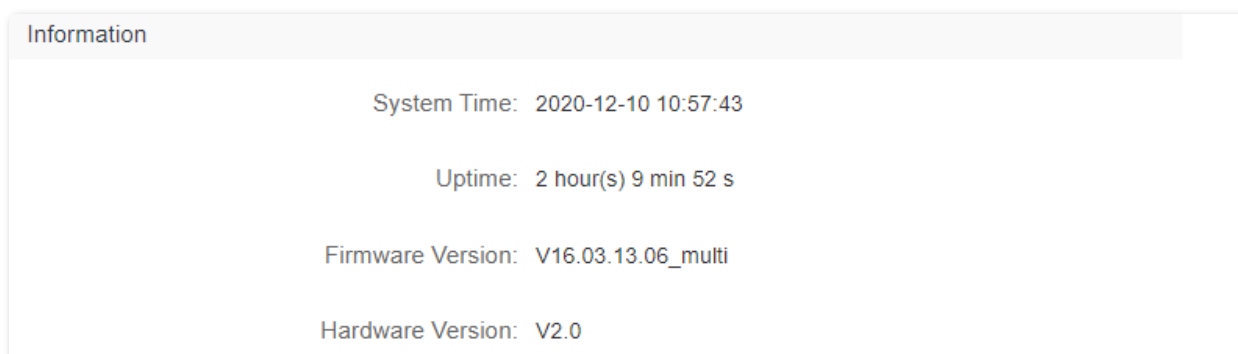 Information
System Time: 2020-12-10 10:57:43
Uptime: 2 hour(s) 9 min 52 s
Firmware Version: V16.03.13.06_multi
Hardware Version: V2.0